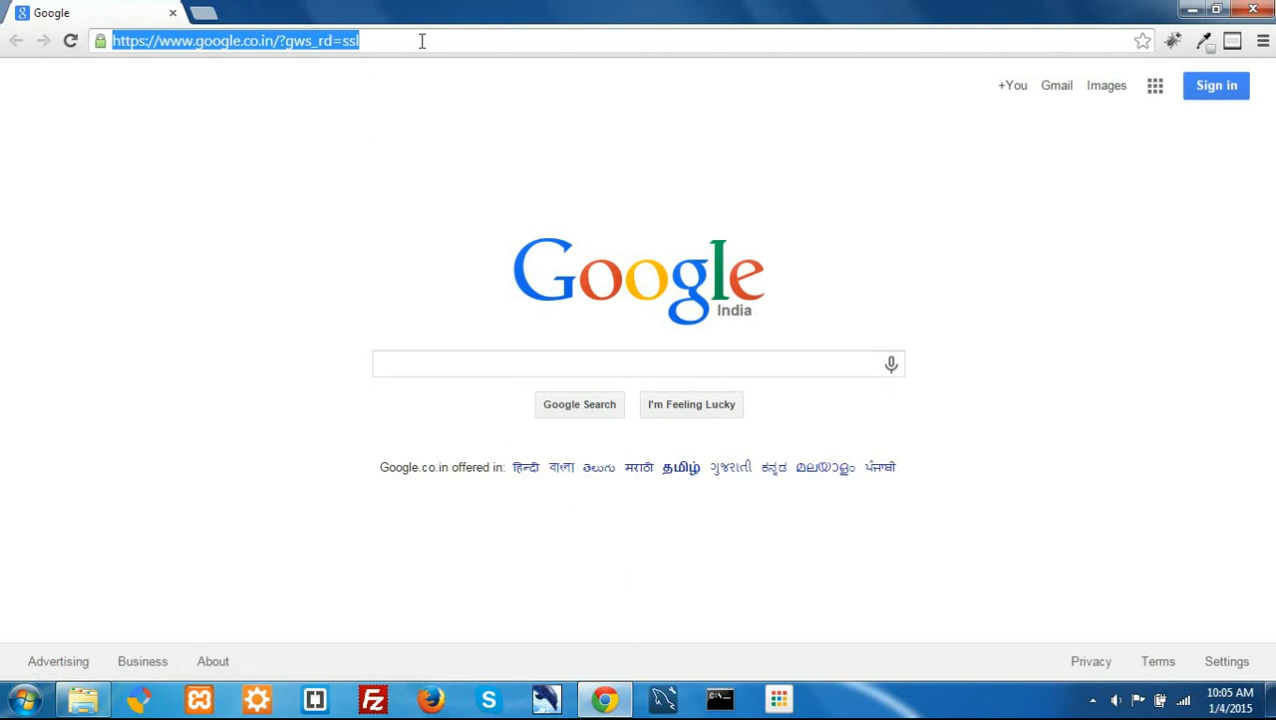 Google
https://www.google.co.in/?gws_rd=ssl
+You Gmail Images Sign in
Google
India
Google Search I'm Feeling Lucky
Google.co.in offered in: हिन्दी বাংলা తెలుగు मराठी தமிழ் ગુજરાતી ಕನ್ನಡ മലയാളം ਪੰਜਾਬੀ
Advertising Business About Privacy Terms Settings
10:05 AM
1/4/2015